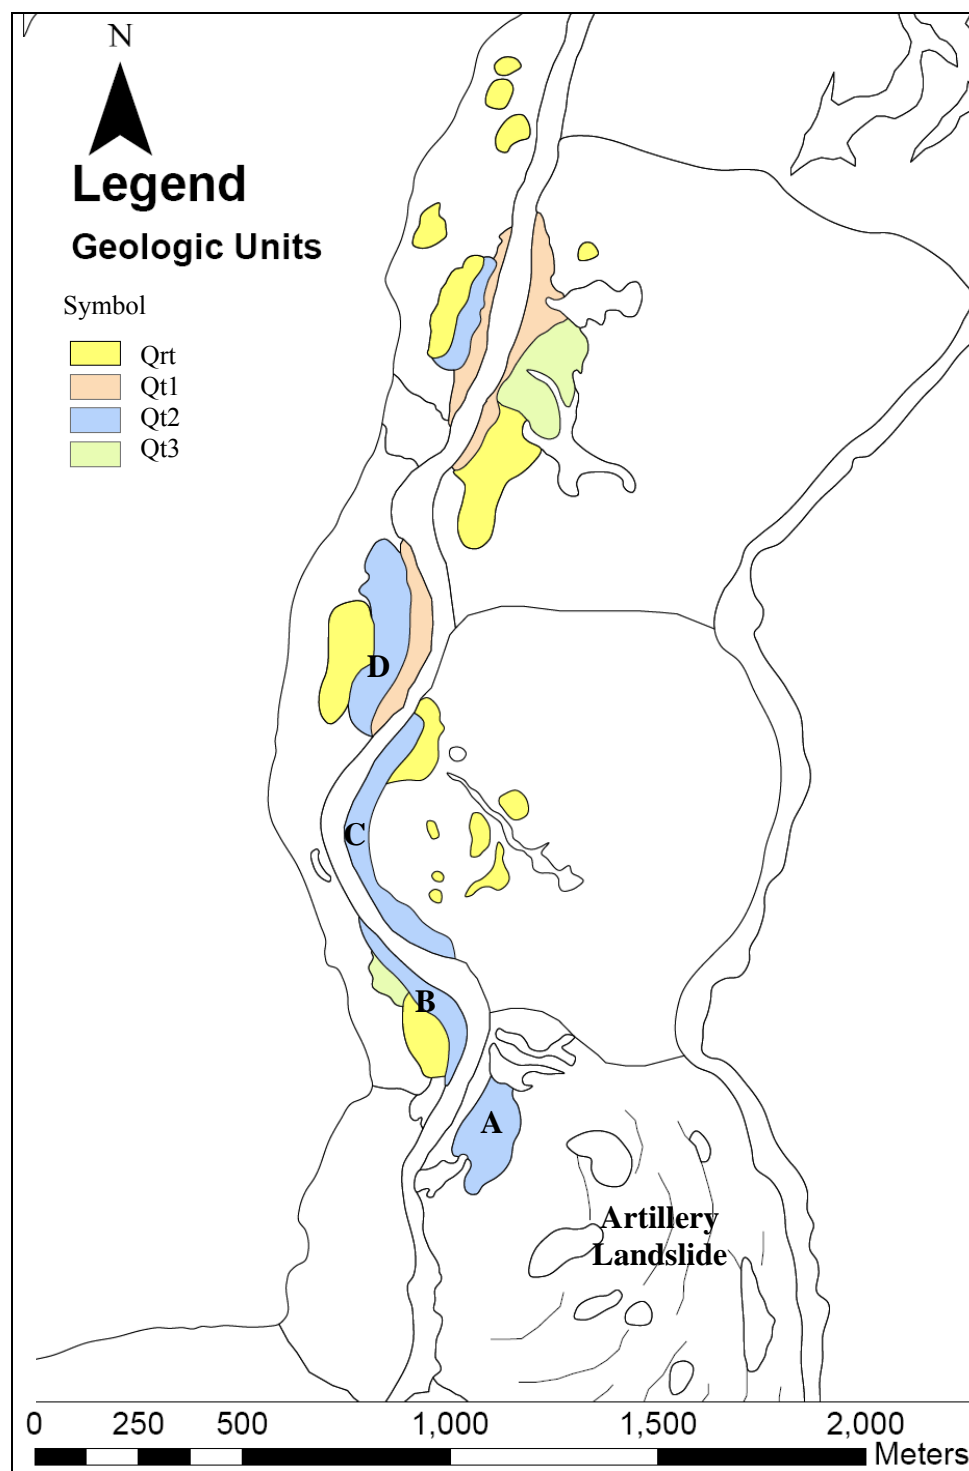 N
Legend
Geologic Units
Symbol
Qrt
Qt1
Qt2
Qt3
D
C
B
A
Artillery
Landslide
0 250 500 1,000 1,500 2,000
Meters